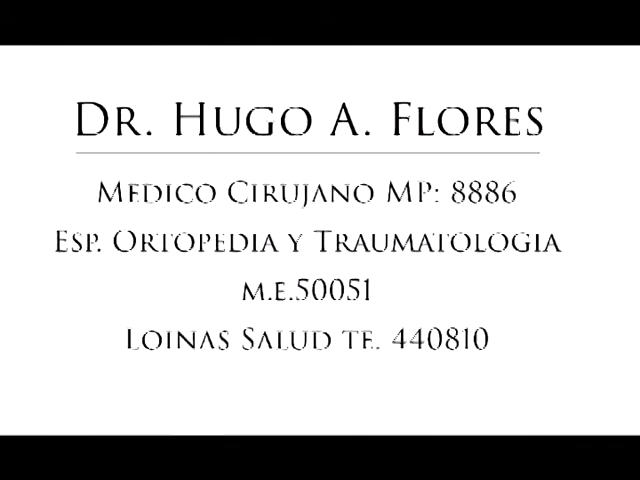 Dr. Hugo A. Flores
Medico Cirujano MP: 8886
Esp. Ortopedia y Traumatologia
M.E.50051
Loinas Salud te. 440810